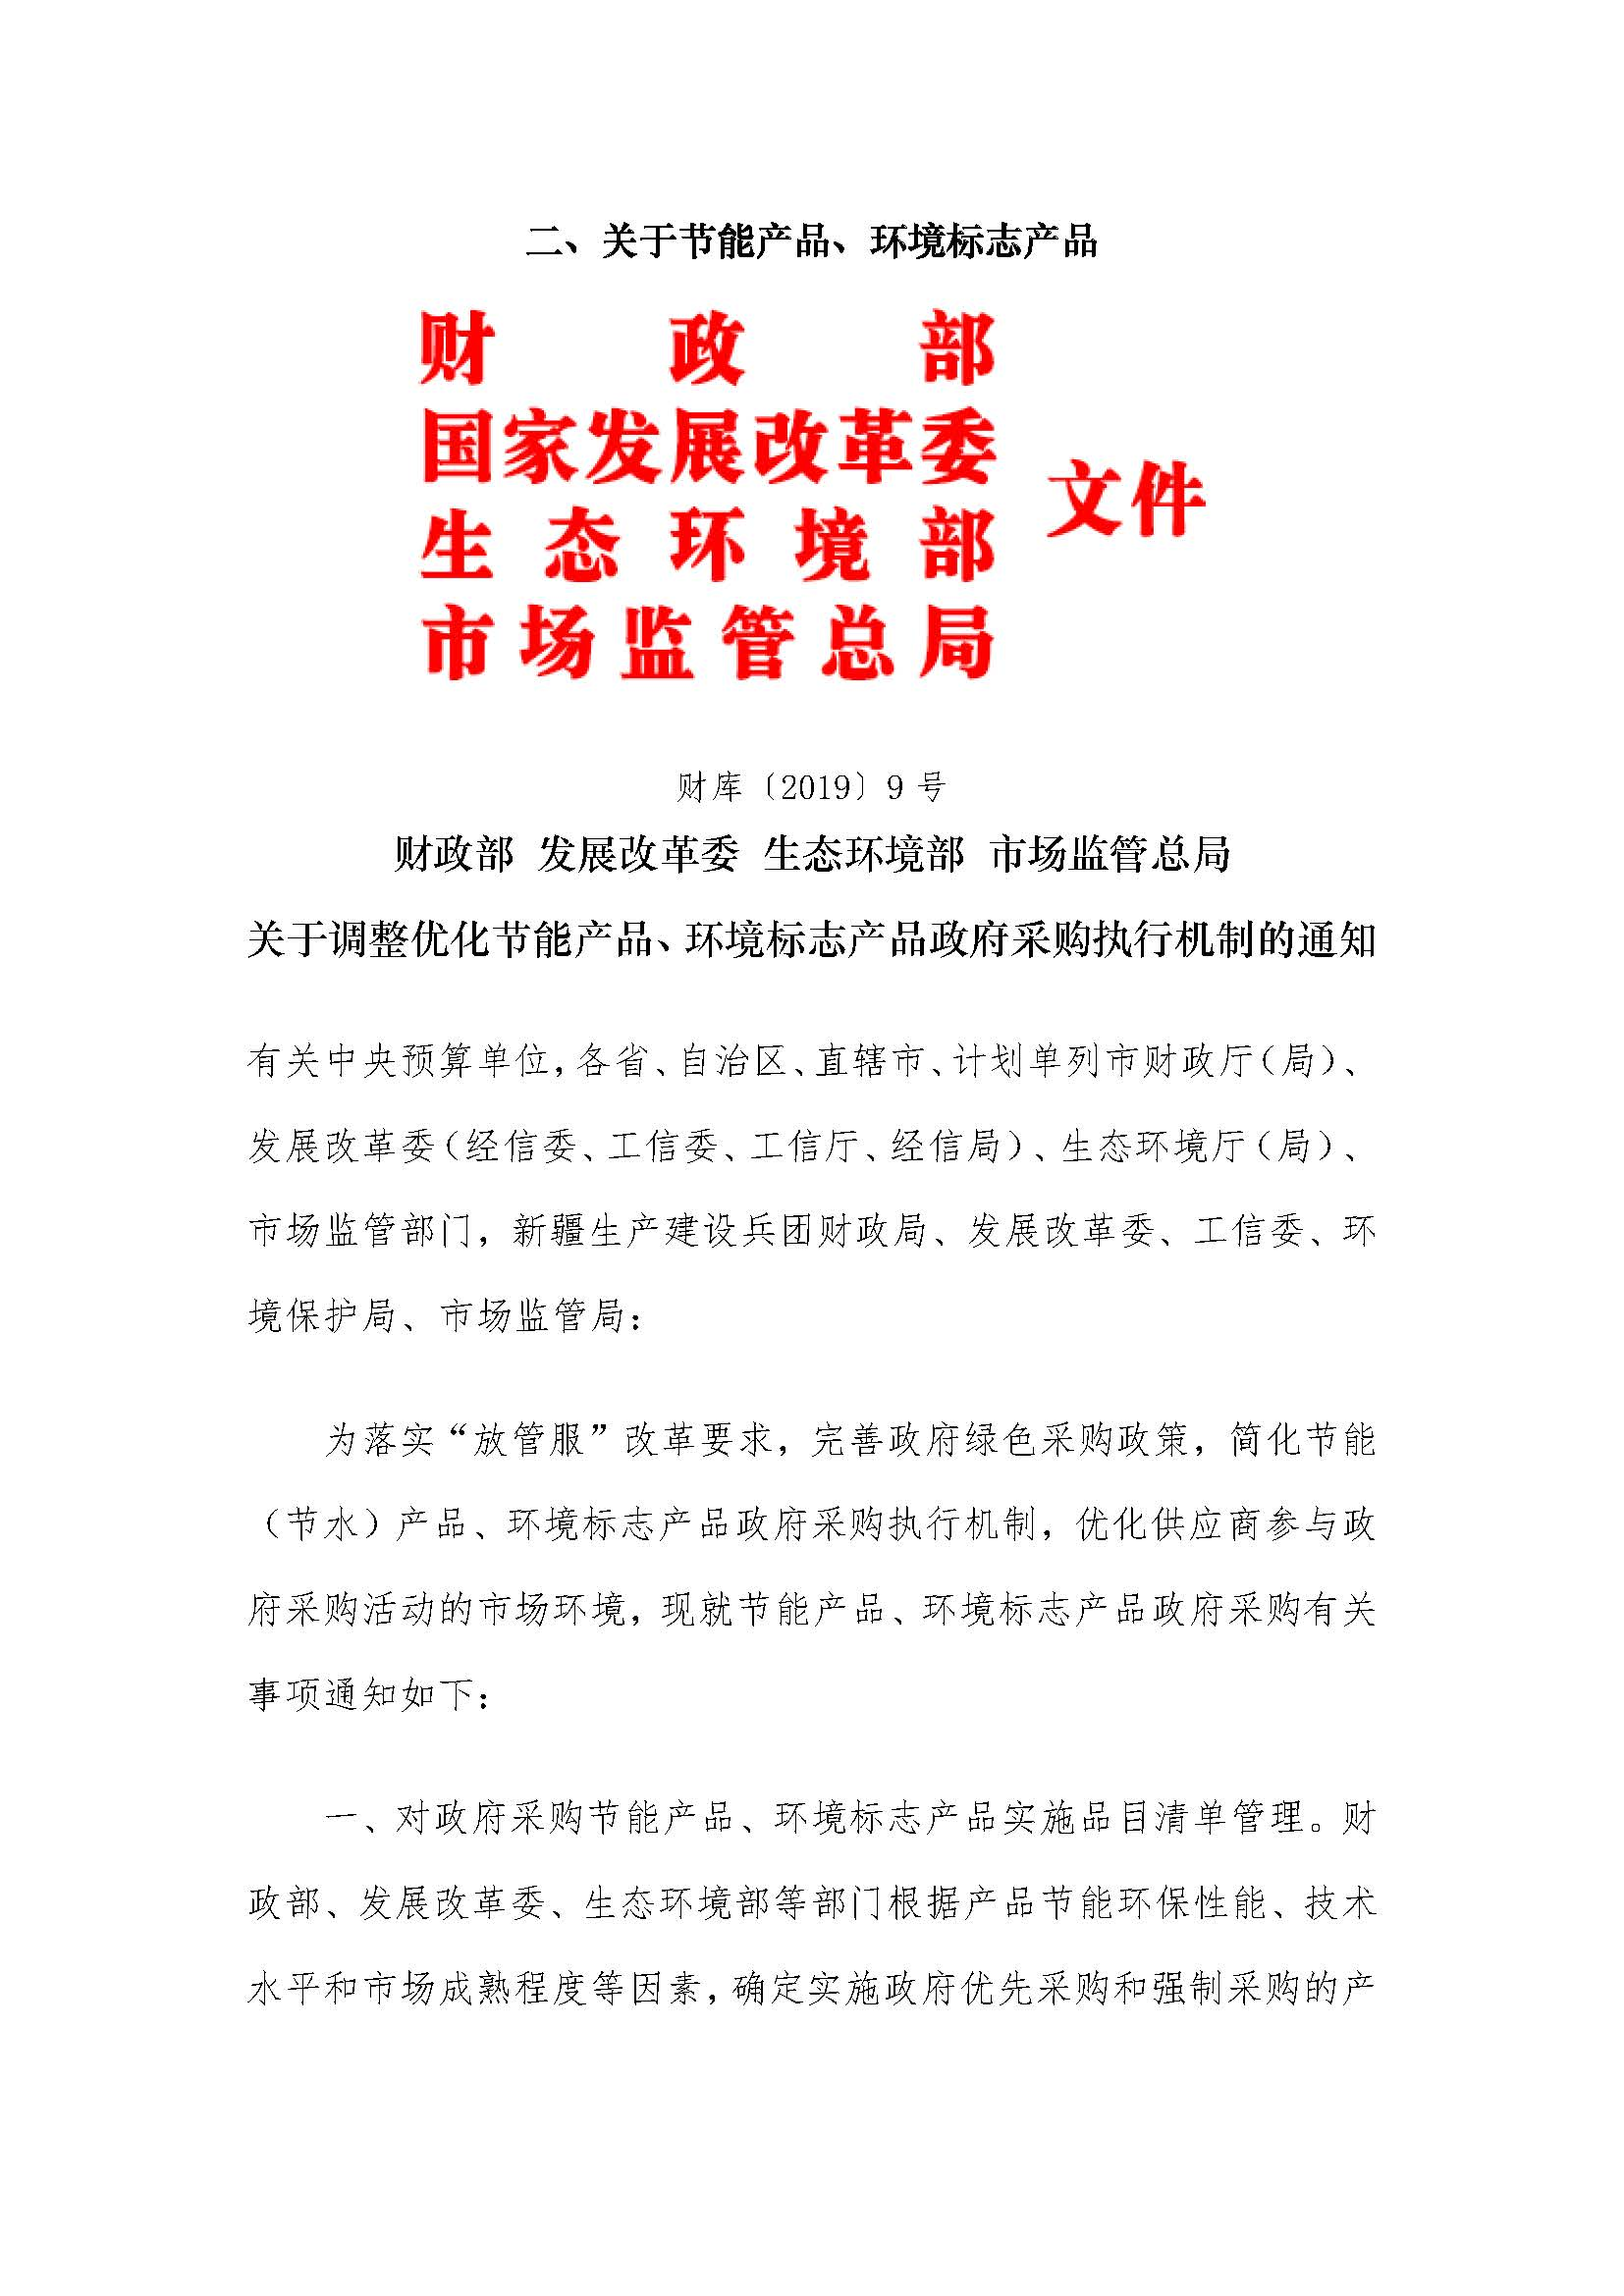 二、关于节能产品、环境标志产品
财政部
国家发展改革委
生态环境部
市场监管总局
文件
财库〔2019〕9号
财政部 发展改革委 生态环境部 市场监管总局
关于调整优化节能产品、环境标志产品政府采购执行机制的通知
有关中央预算单位，各省、自治区、直辖市、计划单列市财政厅（局）、
发展改革委（经信委、工信委、工信厅、经信局）、生态环境厅（局）、
市场监管部门，新疆生产建设兵团财政局、发展改革委、工信委、环
境保护局、市场监管局：
为落实“放管服”改革要求，完善政府绿色采购政策，简化节能
（节水）产品、环境标志产品政府采购执行机制，优化供应商参与政
府采购活动的市场环境，现就节能产品、环境标志产品政府采购有关
事项通知如下：
一、对政府采购节能产品、环境标志产品实施品目清单管理。财
政部、发展改革委、生态环境部等部门根据产品节能环保性能、技术
水平和市场成熟程度等因素，确定实施政府优先采购和强制采购的产